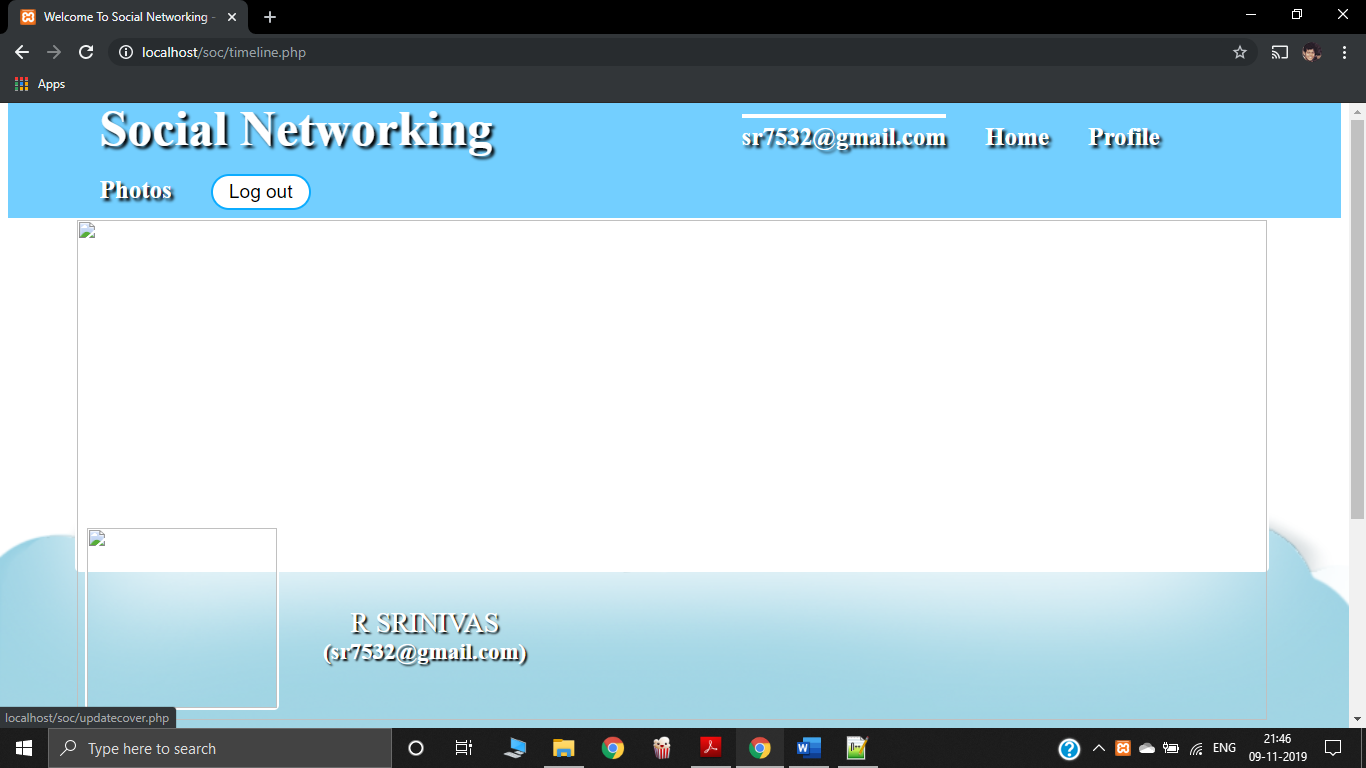 Welcome To Social Networking -
localhost/soc/timeline.php
Apps
Social Networking
sr7532@gmail.com Home Profile
Photos Log out
R SRINIVAS
(sr7532@gmail.com)
localhost/soc/updatecover.php
Type here to search
ENG
21:46
09-11-2019